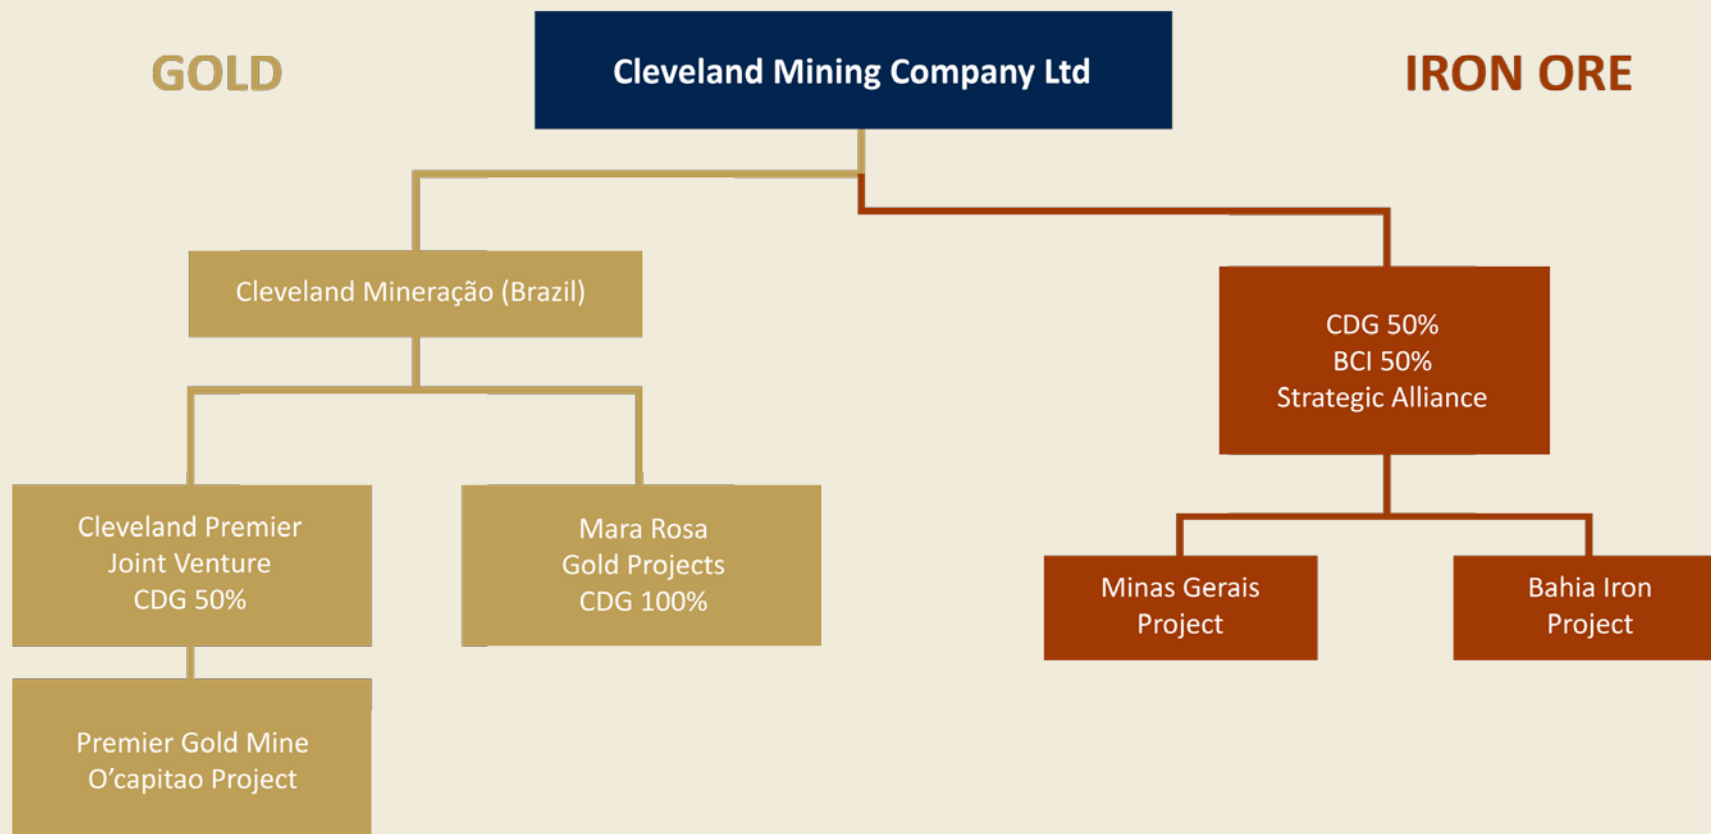 GOLD
Cleveland Mining Company Ltd
IRON ORE
Cleveland Mineração (Brazil)
CDG 50%
BCI 50%
Strategic Alliance
Cleveland Premier
Joint Venture
CDG 50%
Mara Rosa
Gold Projects
CDG 100%
Minas Gerais
Project
Bahia Iron
Project
Premier Gold Mine
O’capitao Project